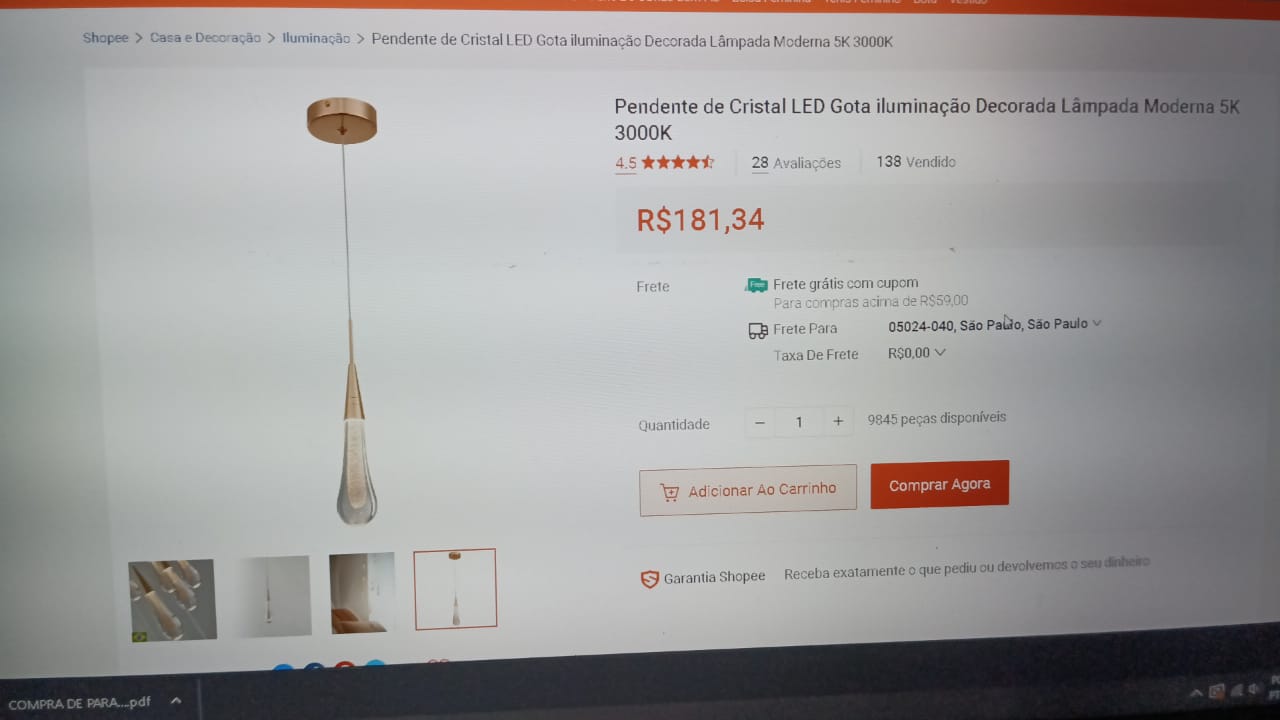 Shopee > Casa e Decoração > Iluminação > Pendente de Cristal LED Gota iluminação Decorada Lâmpada Moderna 5K 3000K
Pendente de Cristal LED Gota iluminação Decorada Lâmpada Moderna 5K
3000K
4.5 28 Avaliações 138 Vendido
R$181,34
Frete
Free Frete grátis com cupom
Para compras acima de R$59,00
Frete Para 05024-040, São Paulo, São Paulo
Taxa De Frete R$0,00
Quantidade − 1 + 9845 peças disponíveis
Adicionar Ao Carrinho Comprar Agora
Garantia Shopee Receba exatamente o que pediu ou devolvemos o seu dinheiro
COMPRA DE PARA....pdf